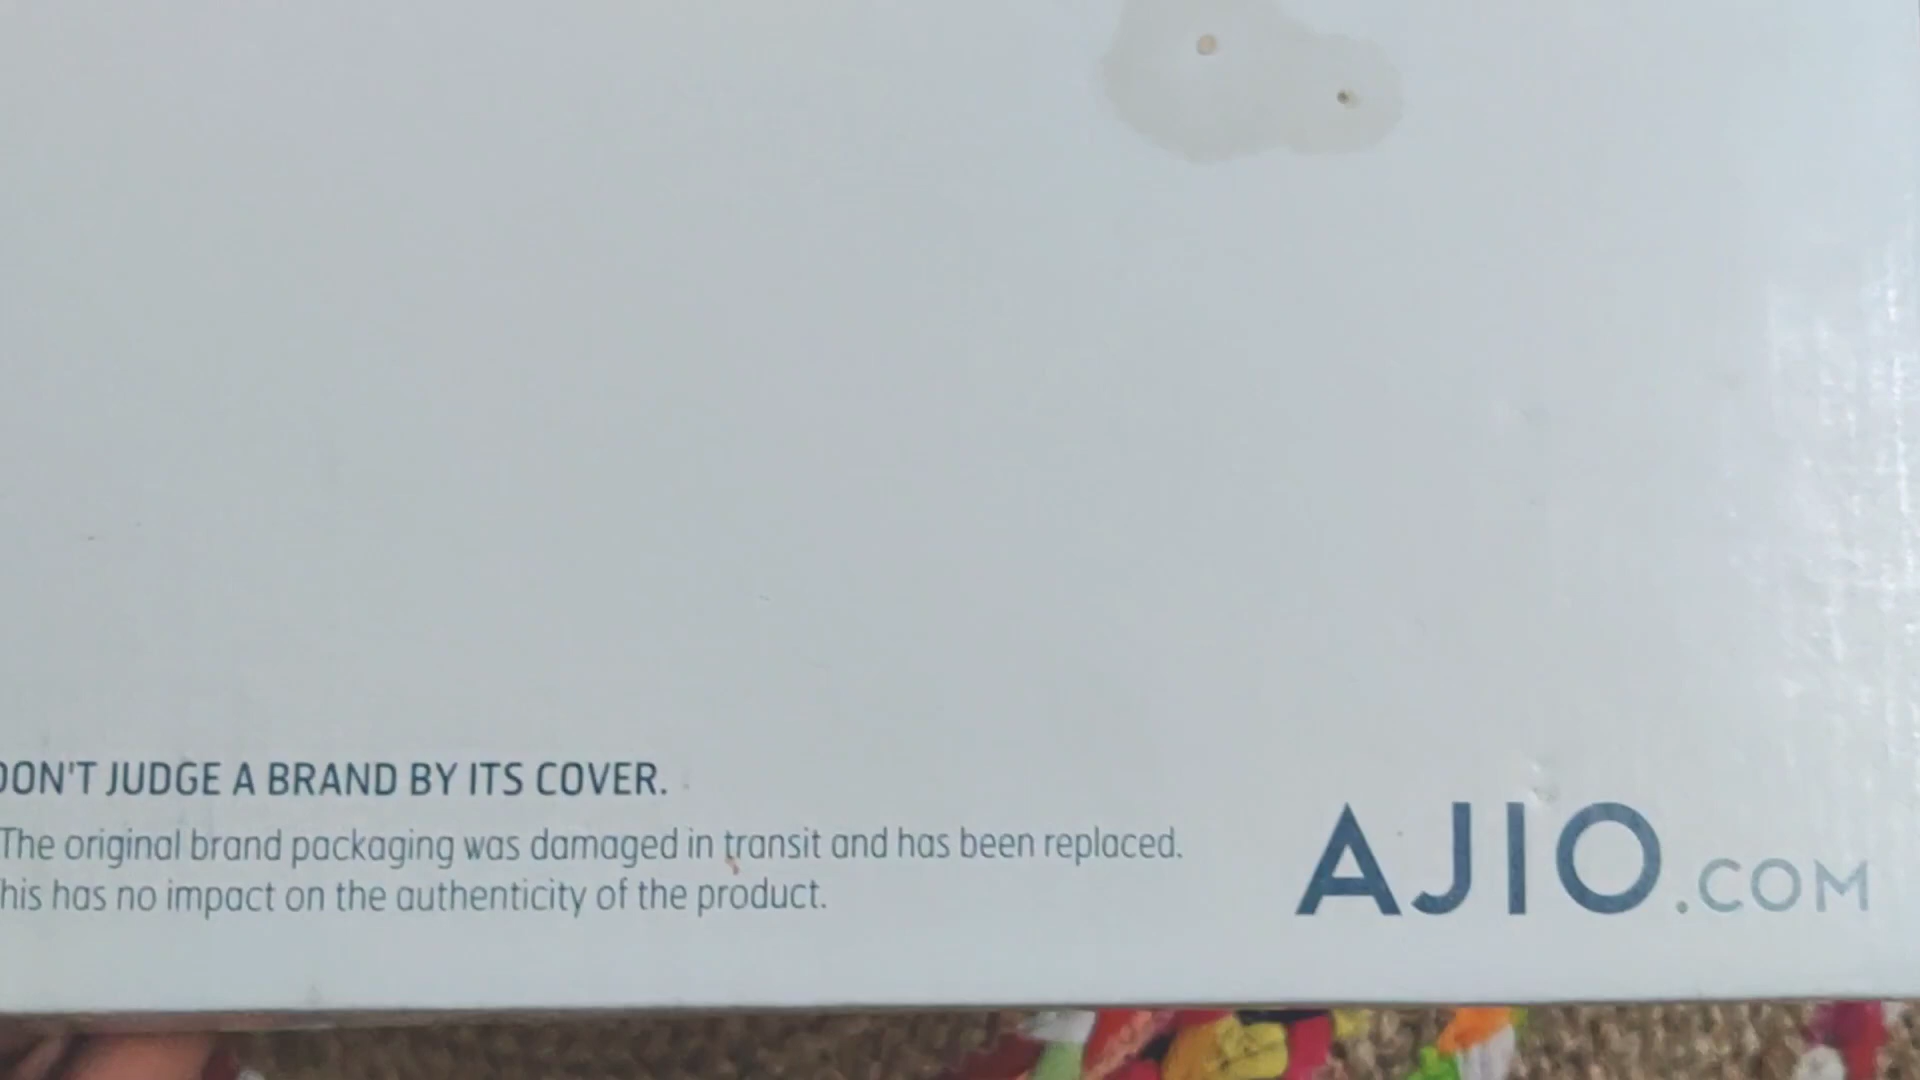 DON'T JUDGE A BRAND BY ITS COVER.
The original brand packaging was damaged in transit and has been replaced.
his has no impact on the authenticity of the product.
AJIO.COM